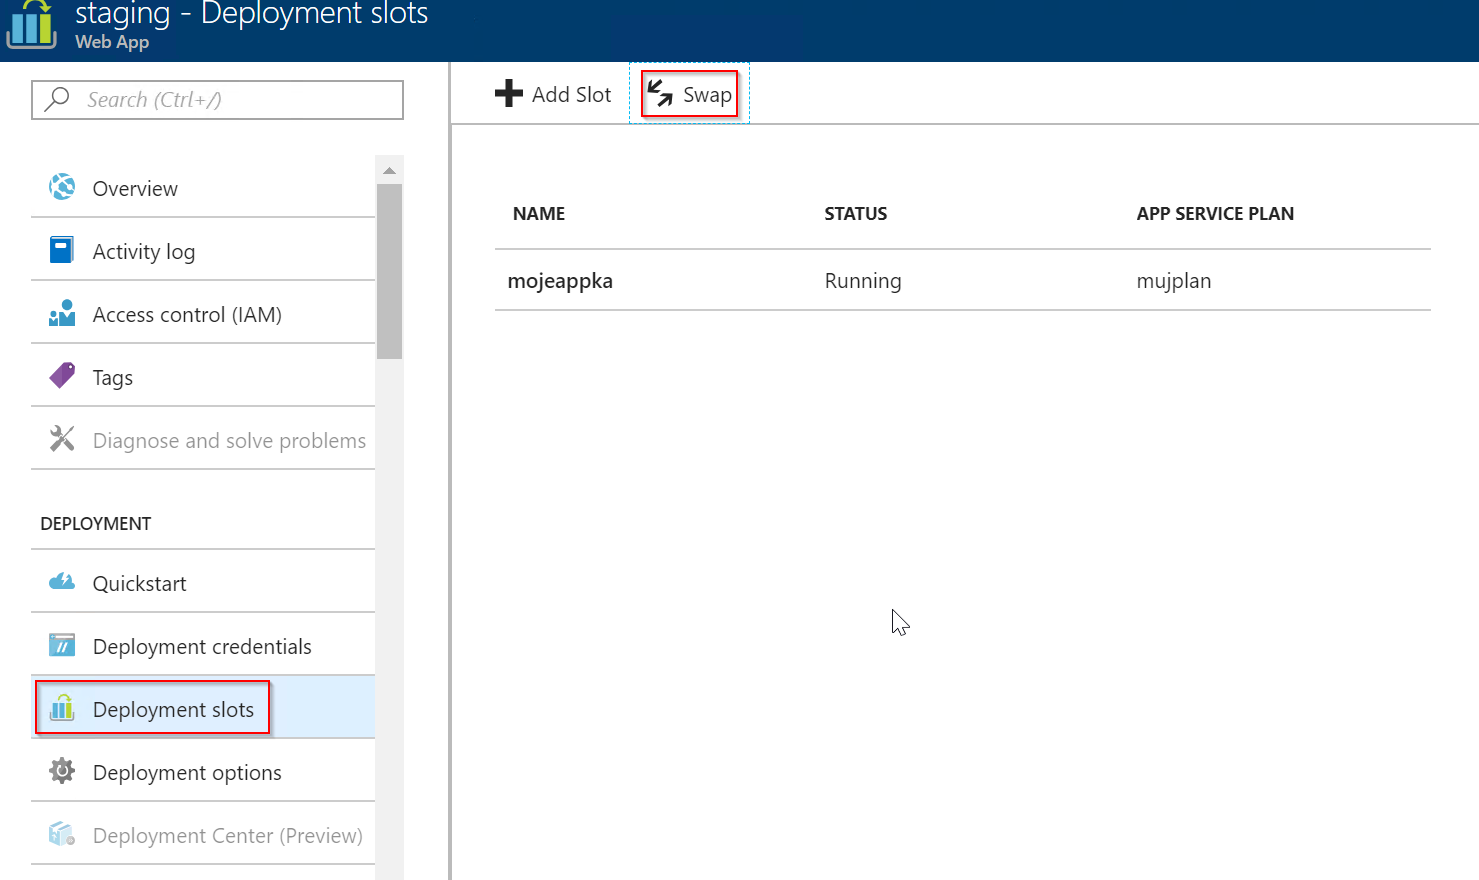 staging - Deployment slots
Web App
Search (Ctrl+/)
Overview
Activity log
Access control (IAM)
Tags
Diagnose and solve problems
DEPLOYMENT
Quickstart
Deployment credentials
Deployment slots
Deployment options
Deployment Center (Preview)
Add Slot
Swap
NAME STATUS APP SERVICE PLAN
mojeappka Running mujplan